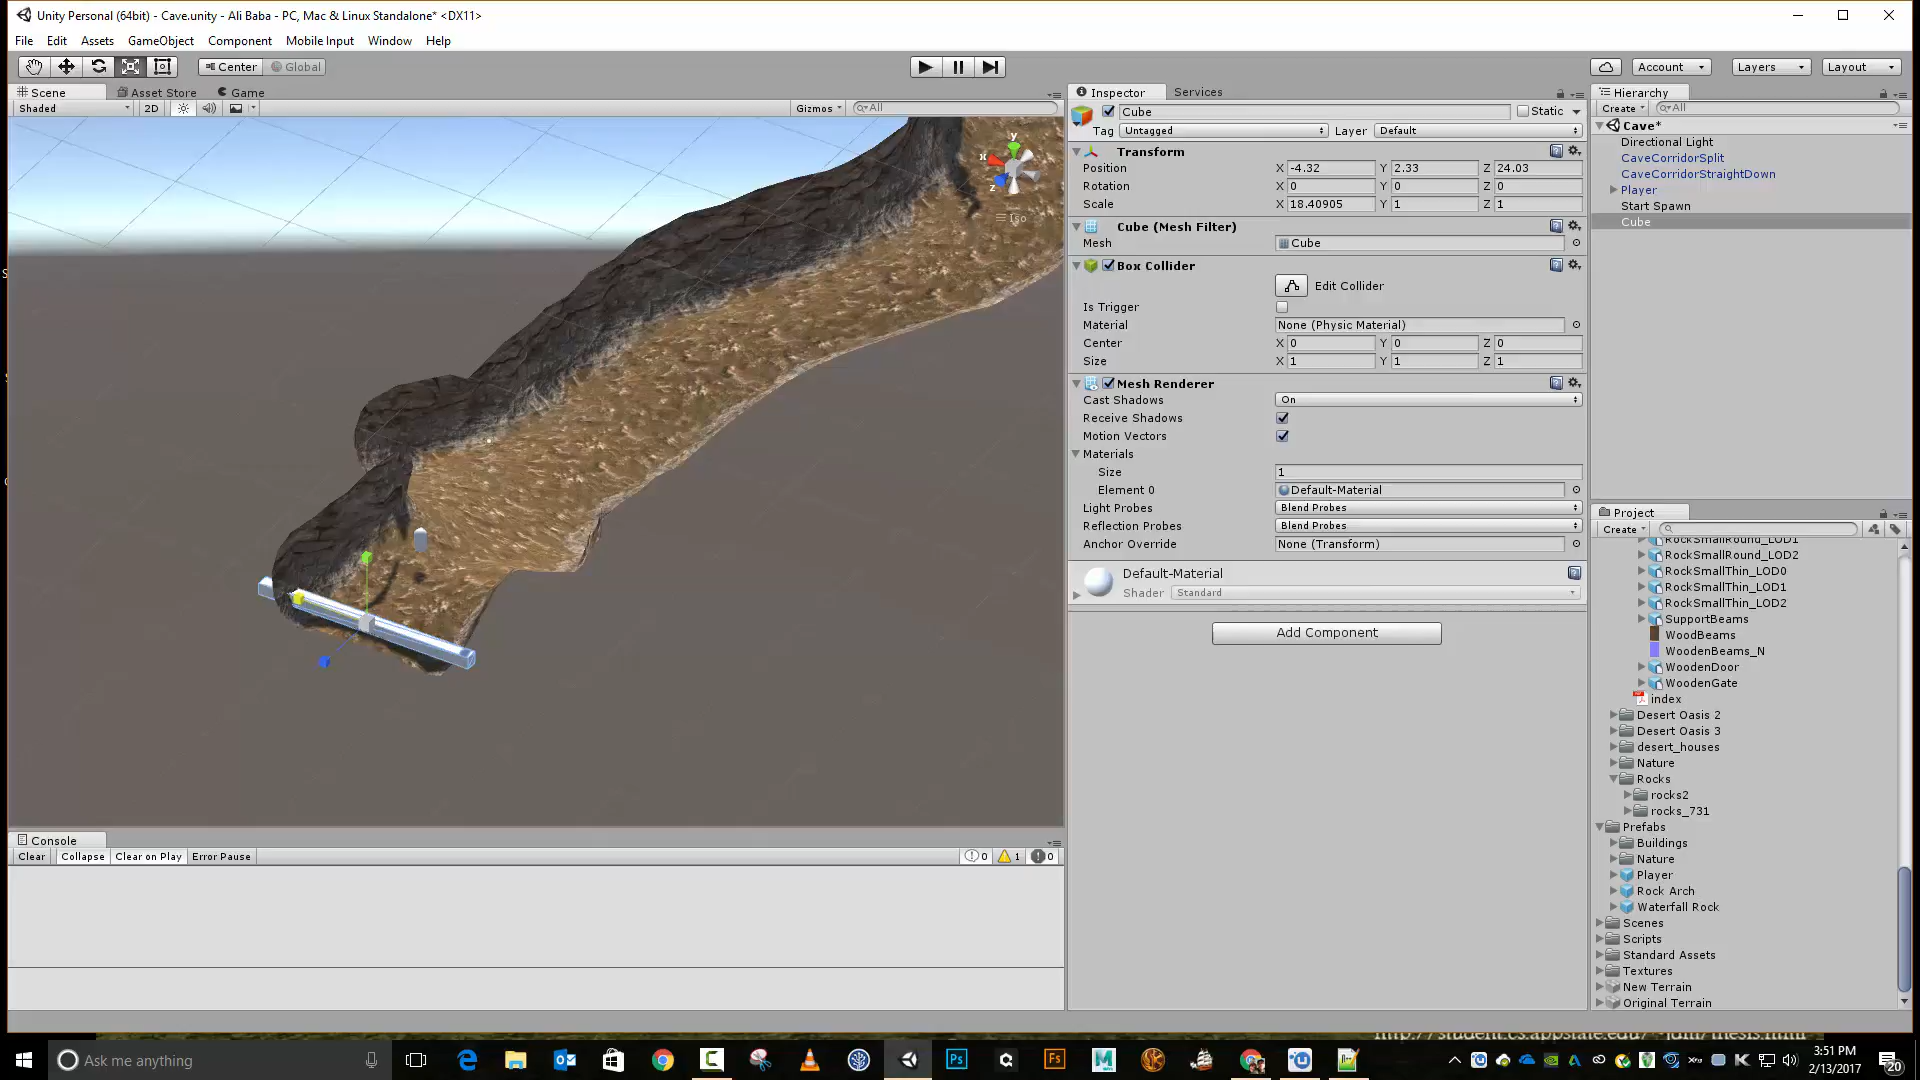 Unity Personal (64bit) - Cave.unity - Ali Baba - PC, Mac & Linux Standalone* <DX11>
File Edit Assets GameObject Component Mobile Input Window Help
Center Global Account Layers Layout
Scene Asset Store Game
Shaded 2D Gizmos All
y
x
z
Iso
Console
Clear Collapse Clear on Play Error Pause 0 1 0
Inspector Services
Cube Static
Tag Untagged Layer Default
Transform
Position X -4.32 Y 2.33 Z 24.03
Rotation X 0 Y 0 Z 0
Scale X 18.40905 Y 1 Z 1
Cube (Mesh Filter)
Mesh Cube
Box Collider
Edit Collider
Is Trigger
Material None (Physic Material)
Center X 0 Y 0 Z 0
Size X 1 Y 1 Z 1
Mesh Renderer
Cast Shadows On
Receive Shadows
Motion Vectors
Materials
Size 1
Element 0 Default-Material
Light Probes Blend Probes
Reflection Probes Blend Probes
Anchor Override None (Transform)
Default-Material
Shader Standard
Add Component
Hierarchy
Create All
Cave*
Directional Light
CaveCorridorSplit
CaveCorridorStraightDown
Player
Start Spawn
Cube
Project
Create
RockSmallRound_LOD1
RockSmallRound_LOD2
RockSmallThin_LOD0
RockSmallThin_LOD1
RockSmallThin_LOD2
SupportBeams
WoodBeams
WoodenBeams_N
WoodenDoor
WoodenGate
index
Desert Oasis 2
Desert Oasis 3
desert_houses
Nature
Rocks
rocks2
rocks_731
Prefabs
Buildings
Nature
Player
Rock Arch
Waterfall Rock
Scenes
Scripts
Standard Assets
Textures
New Terrain
Original Terrain
Ask me anything
Ps
Fs
3:51 PM
2/13/2017
20